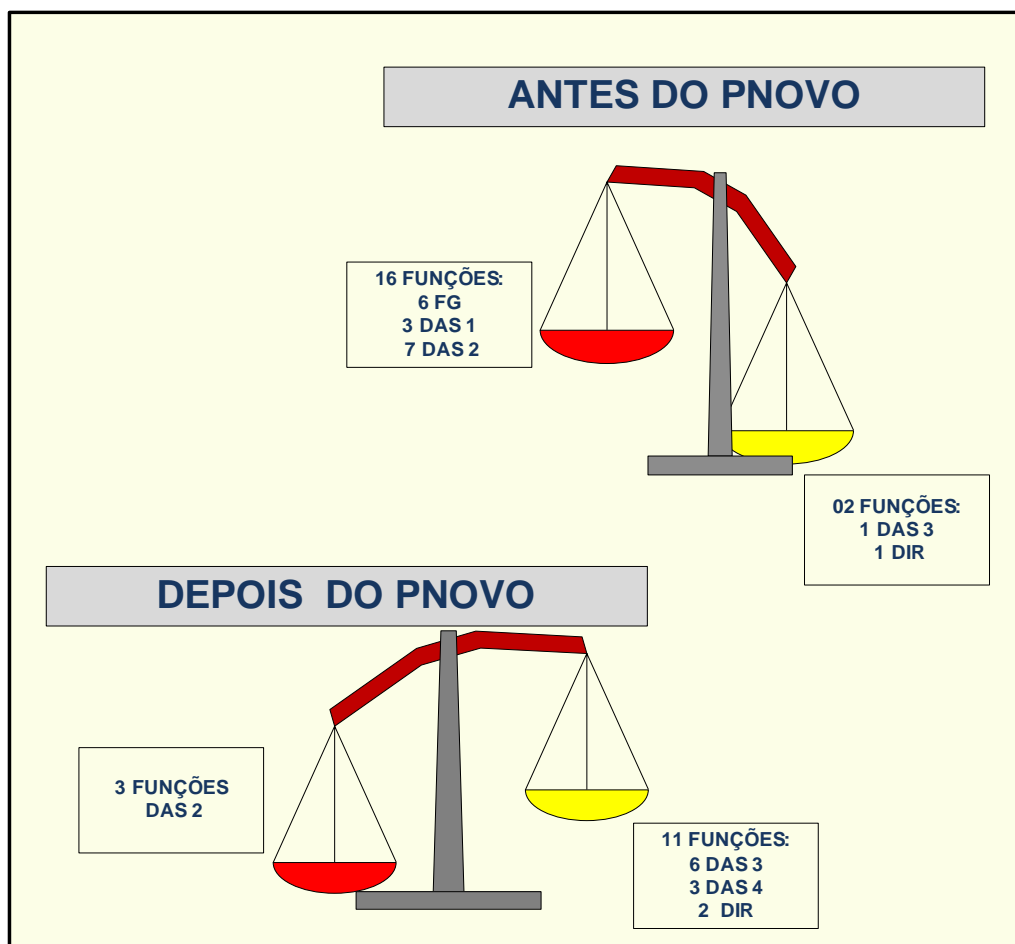 ANTES DO PNOVO
16 FUNÇÕES:
6 FG
3 DAS 1
7 DAS 2
02 FUNÇÕES:
1 DAS 3
1 DIR
DEPOIS DO PNOVO
3 FUNÇÕES
DAS 2
11 FUNÇÕES:
6 DAS 3
3 DAS 4
2 DIR